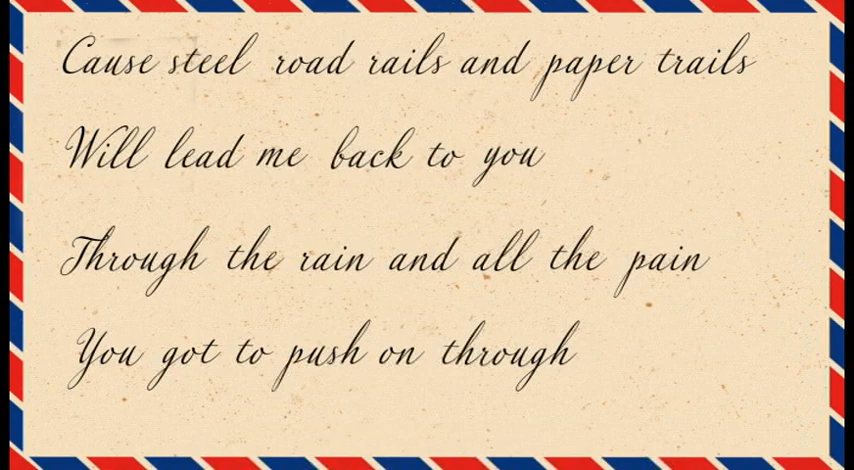 Cause steel road rails and paper trails
Will lead me back to you
Through the rain and all the pain
You got to push on through